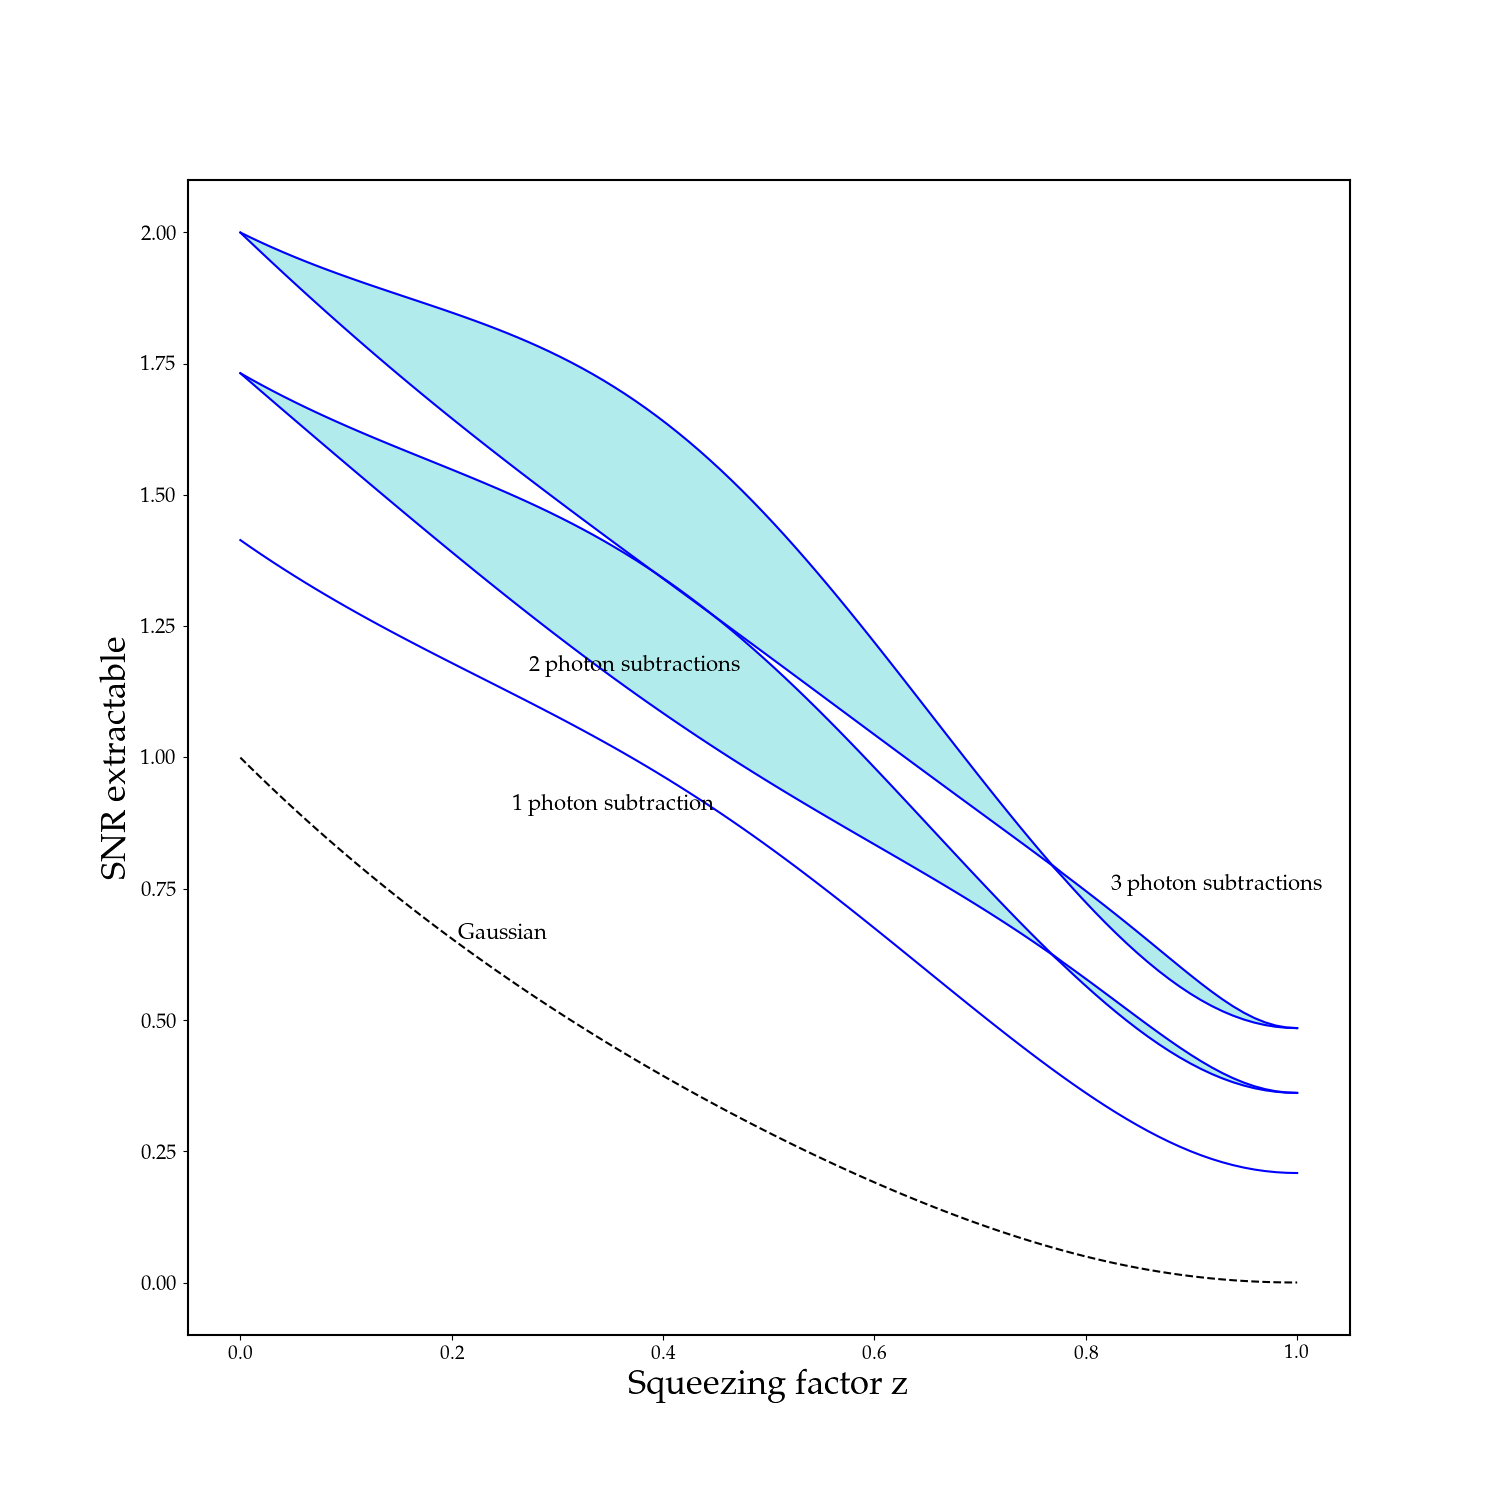 2.00
1.75
1.50
1.25
1.00
0.75
0.50
0.25
0.00
SNR extractable
2 photon subtractions
1 photon subtraction
3 photon subtractions
Gaussian
0.0 0.2 0.4 0.6 0.8 1.0
Squeezing factor z